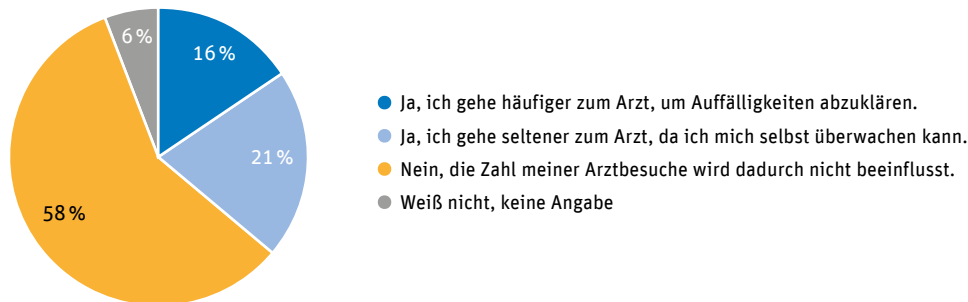 6 %
16 %
21 %
58 %
Ja, ich gehe häufiger zum Arzt, um Auffälligkeiten abzuklären.
Ja, ich gehe seltener zum Arzt, da ich mich selbst überwachen kann.
Nein, die Zahl meiner Arztbesuche wird dadurch nicht beeinflusst.
Weiß nicht, keine Angabe